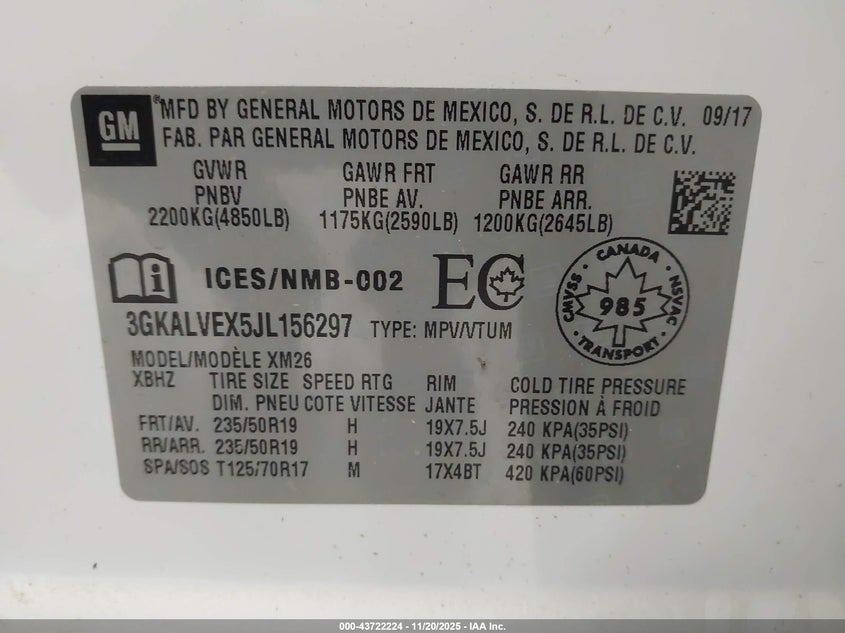 GM
®MFD BY GENERAL MOTORS DE MEXICO, S. DE R.L. DE C.V. 09/17
FAB. PAR GENERAL MOTORS DE MEXICO, S. DE R.L. DE C.V.
GVWR GAWR FRT GAWR RR
PNBV PNBE AV. PNBE ARR.
2200KG(4850LB) 1175KG(2590LB) 1200KG(2645LB)
i ICES/NMB-002 EC
CANADA
CMVSS 985 NSVAC
TRANSPORT
3GKALVEX5JL156297 TYPE: MPV/VTUM
MODEL/MODÈLE XM26
XBHZ TIRE SIZE SPEED RTG RIM COLD TIRE PRESSURE
DIM. PNEU COTE VITESSE JANTE PRESSION À FROID
FRT/AV. 235/50R19 H 19X7.5J 240 KPA(35PSI)
RR/ARR. 235/50R19 H 19X7.5J 240 KPA(35PSI)
SPA/SOS T125/70R17 M 17X4BT 420 KPA(60PSI)
000-43722224 - 11/20/2025 - IAA Inc.